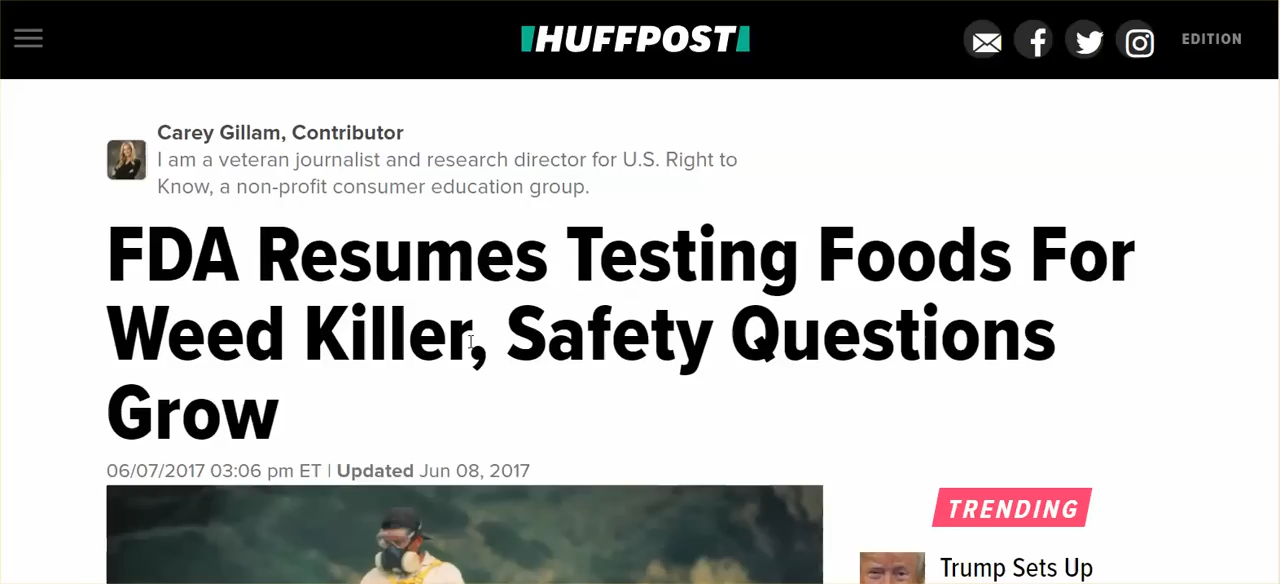 HUFFPOST
EDITION
Carey Gillam, Contributor
I am a veteran journalist and research director for U.S. Right to
Know, a non-profit consumer education group.
FDA Resumes Testing Foods For
Weed Killer, Safety Questions
Grow
06/07/2017 03:06 pm ET | Updated Jun 08, 2017
TRENDING
Trump Sets Up